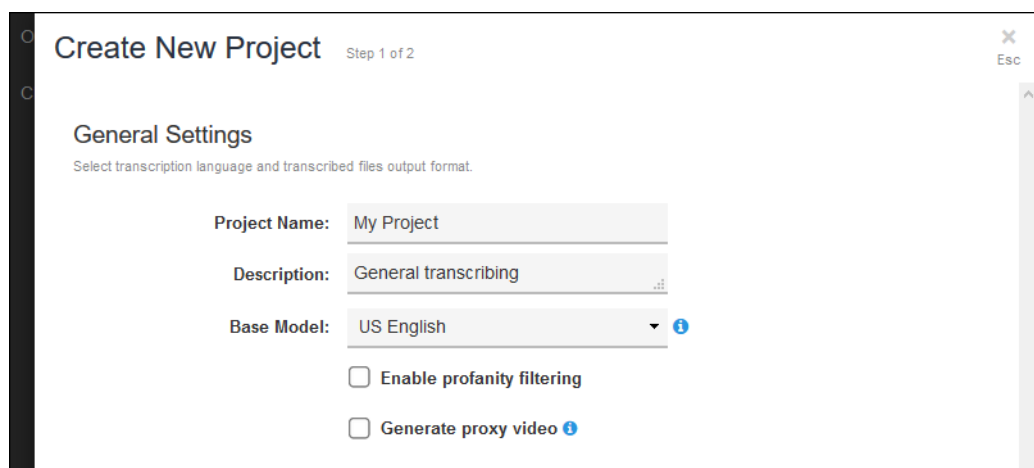 O
Create New Project Step 1 of 2
Esc
C
General Settings
Select transcription language and transcribed files output format.
Project Name: My Project
Description: General transcribing
Base Model: US English
Enable profanity filtering
Generate proxy video